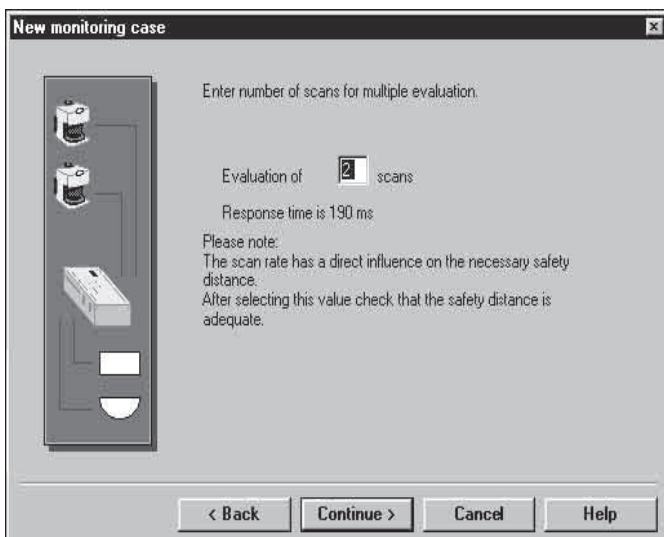 New monitoring case
Enter number of scans for multiple evaluation.
Evaluation of 2 scans
Response time is 190 ms
Please note:
The scan rate has a direct influence on the necessary safety
distance.
After selecting this value check that the safety distance is
adequate.
< Back Continue > Cancel Help